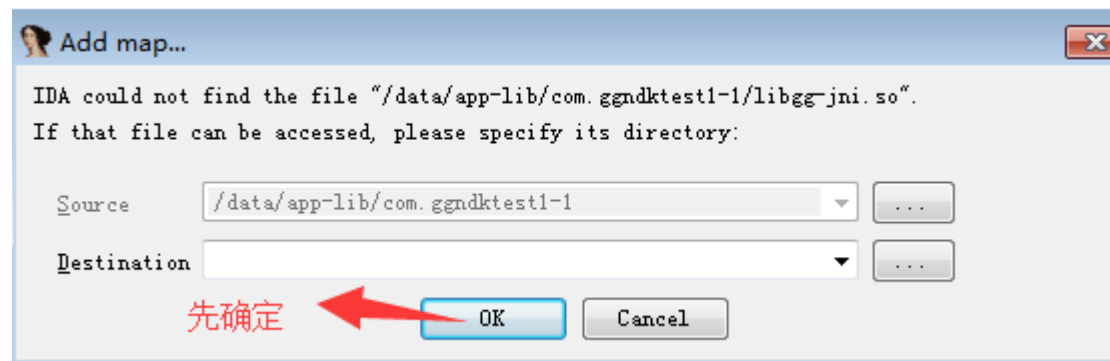 Add map...
IDA could not find the file "/data/app-lib/com.ggndktest1-1/libgg-jni.so".
If that file can be accessed, please specify its directory:
Source /data/app-lib/com.ggndktest1-1 ...
Destination ...
先确定 OK Cancel